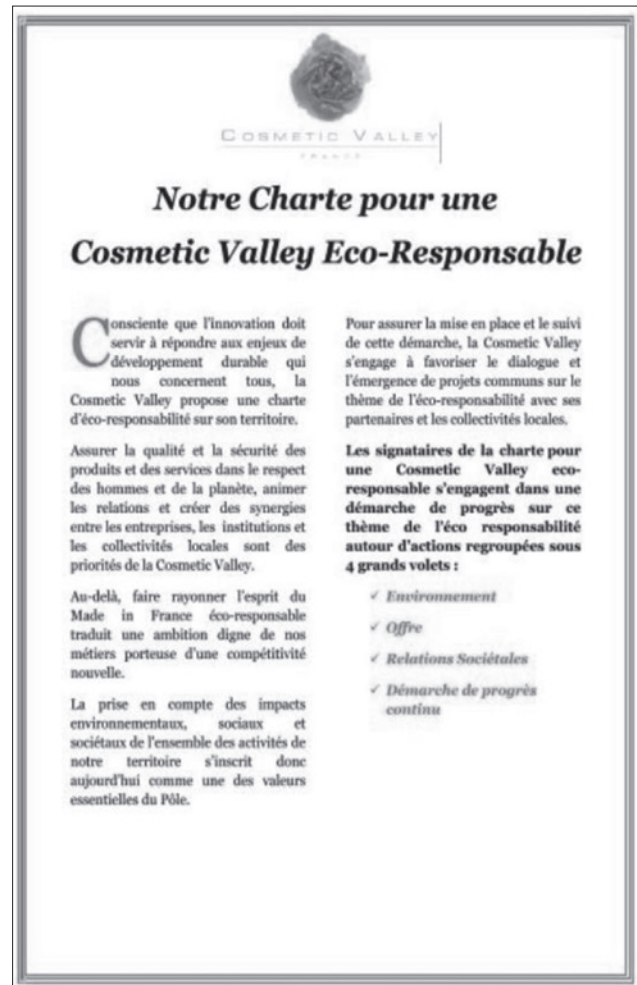 COSMETIC VALLEY
FRANCE
Notre Charte pour une
Cosmetic Valley Eco-Responsable
Consciente que l'innovation doit
servir à répondre aux enjeux de
développement durable qui
nous concernent tous, la
Cosmetic Valley propose une charte
d'éco-responsabilité sur son territoire.
Assurer la qualité et la sécurité des
produits et des services dans le respect
des hommes et de la planète, animer
les relations et créer des synergies
entre les entreprises, les institutions et
les collectivités locales sont des
priorités de la Cosmetic Valley.
Au-delà, faire rayonner l'esprit du
Made in France éco-responsable
traduit une ambition digne de nos
métiers porteuse d'une compétitivité
nouvelle.
La prise en compte des impacts
environnementaux, sociaux et
sociétaux de l'ensemble des activités de
notre territoire s'inscrit donc
aujourd'hui comme une des valeurs
essentielles du Pôle.
Pour assurer la mise en place et le suivi
de cette démarche, la Cosmetic Valley
s'engage à favoriser le dialogue et
l'émergence de projets communs sur le
thème de l'éco-responsabilité avec ses
partenaires et les collectivités locales.
Les signataires de la charte pour
une Cosmetic Valley eco-
responsable s'engagent dans une
démarche de progrès sur ce
thème de l'éco responsabilité
autour d'actions regroupées sous
4 grands volets :
✓ Environnement
✓ Offre
✓ Relations Sociétales
✓ Démarche de progrès
continu